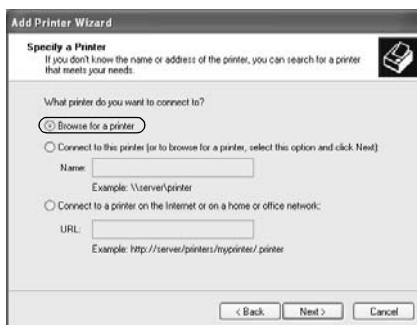 Add Printer Wizard
Specify a Printer
If you don't know the name or address of the printer, you can search for a printer
that meets your needs.
What printer do you want to connect to?
Browse for a printer
Connect to this printer (or to browse for a printer, select this option and click Next):
Name:
Example: \\server\printer
Connect to a printer on the Internet or on a home or office network:
URL:
Example: http://server/printers/myprinter/.printer
< Back
Next >
Cancel